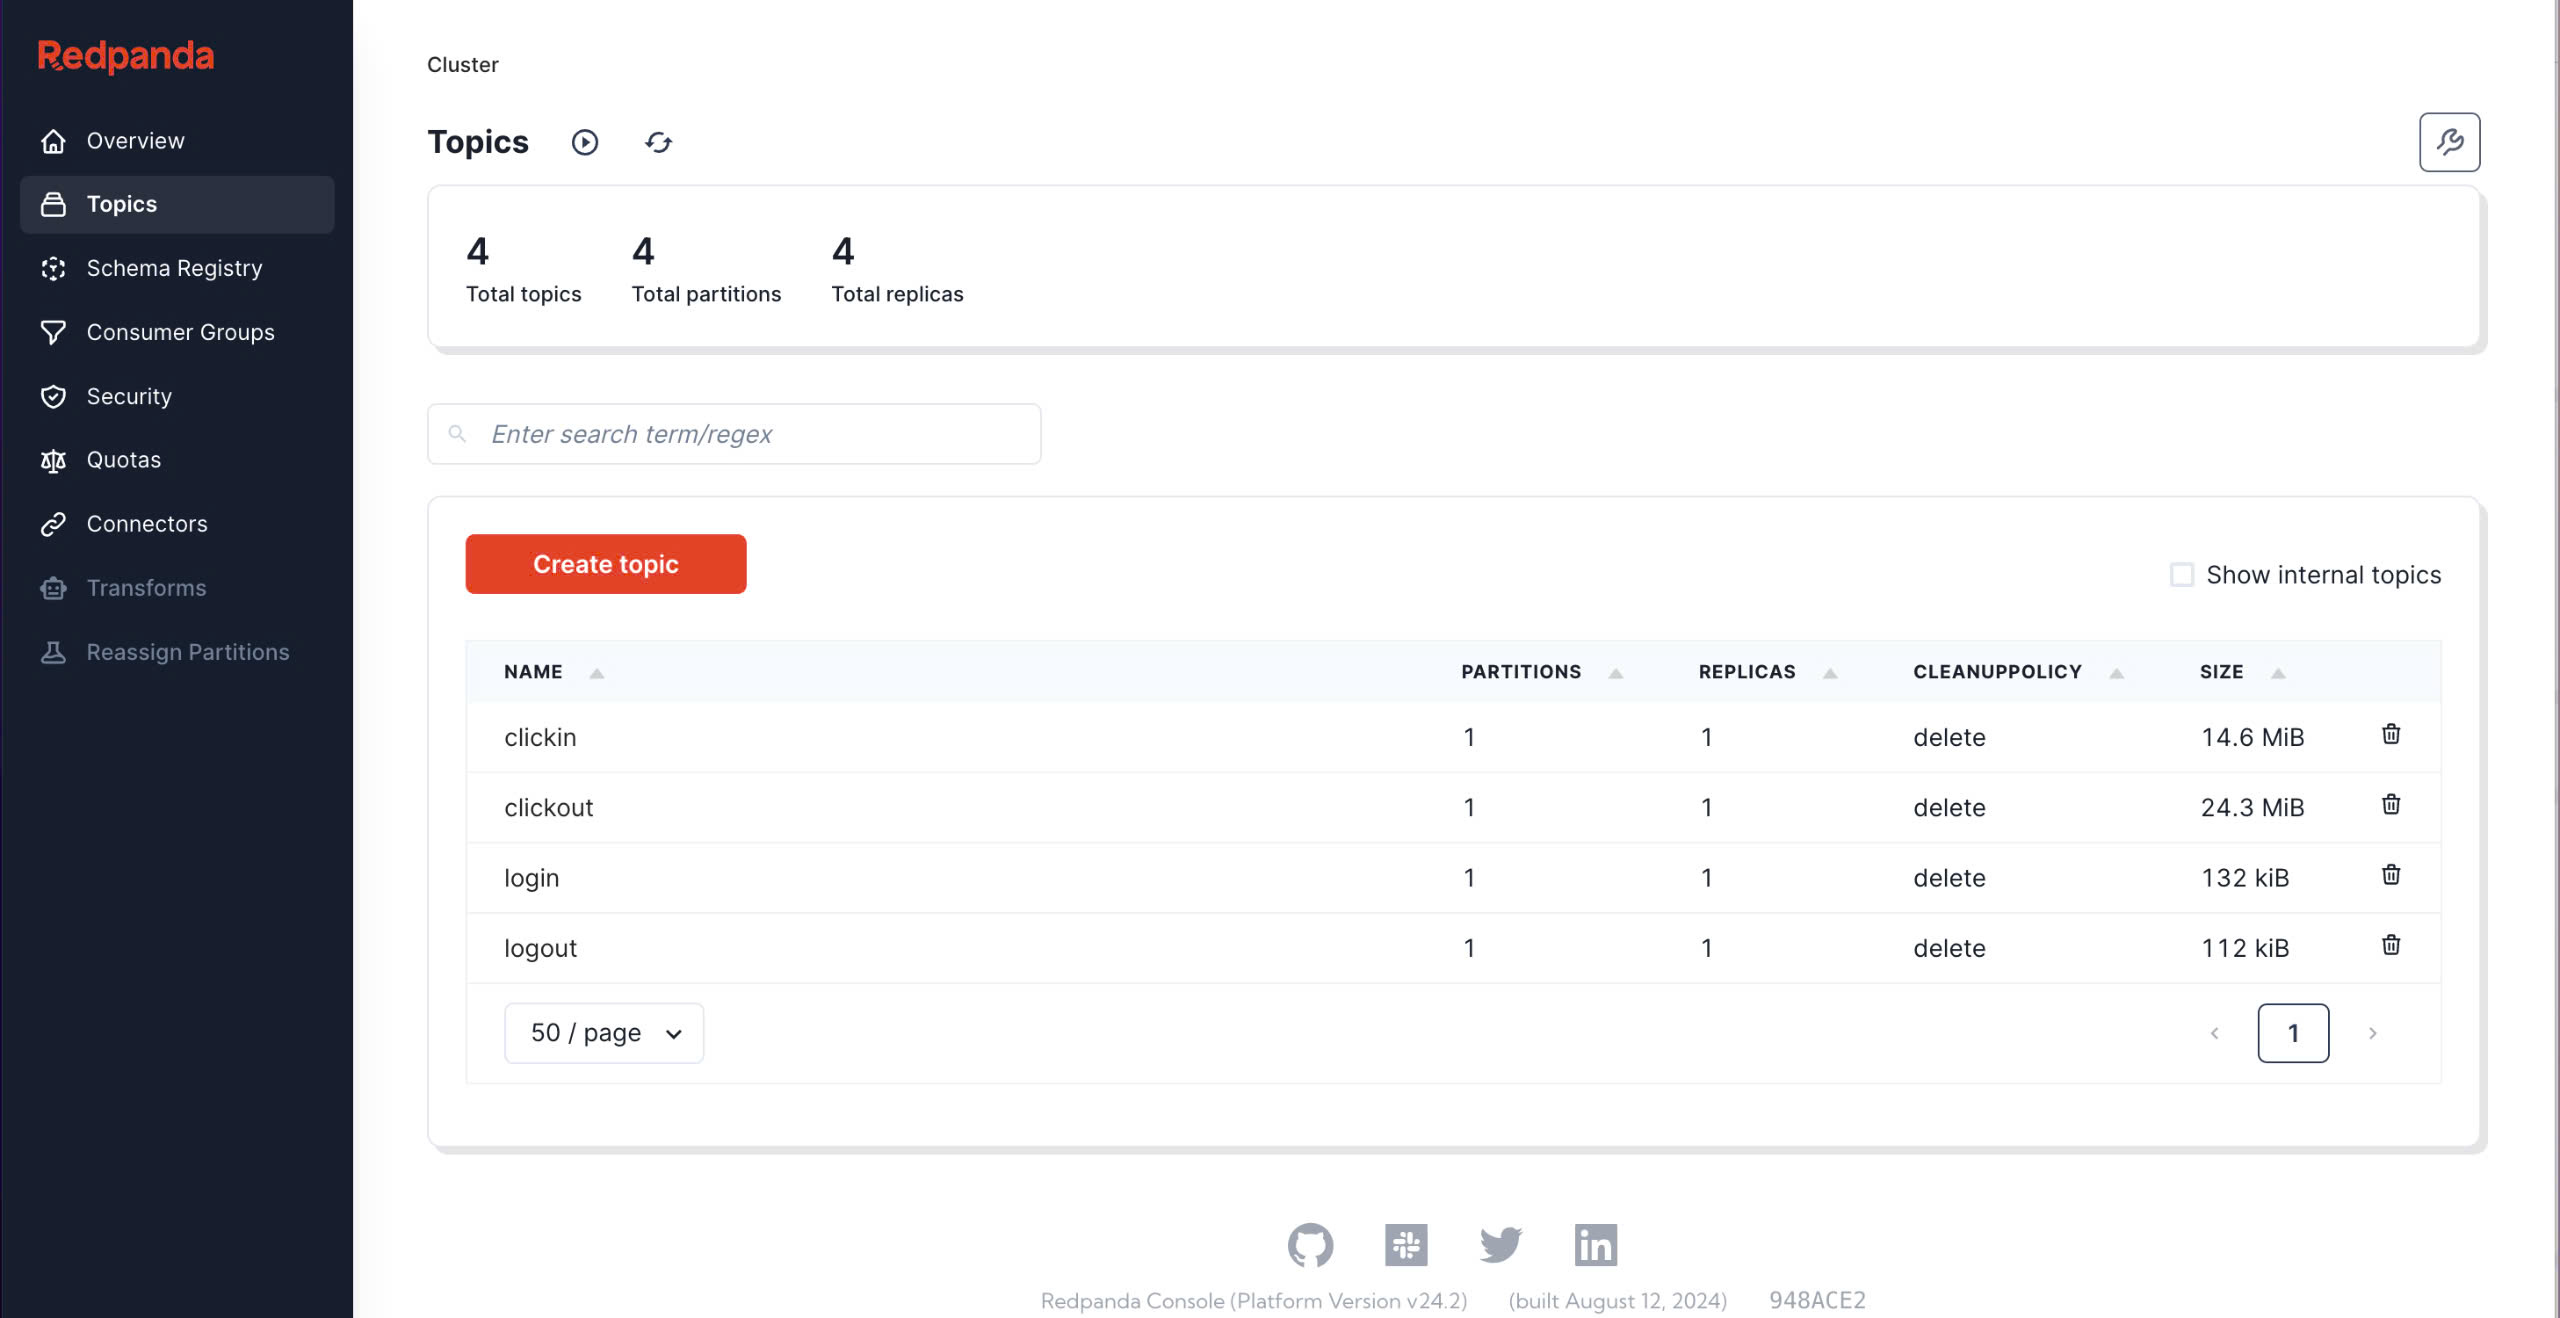 Redpanda
Overview
Topics
Schema Registry
Consumer Groups
Security
Quotas
Connectors
Transforms
Reassign Partitions
Cluster
Topics
4 4 4
Total topics Total partitions Total replicas
Enter search term/regex
Create topic
Show internal topics
NAME PARTITIONS REPLICAS CLEANUPPOLICY SIZE
clickin 1 1 delete 14.6 MiB
clickout 1 1 delete 24.3 MiB
login 1 1 delete 132 kiB
logout 1 1 delete 112 kiB
50 / page
1
in
Redpanda Console (Platform Version v24.2) (built August 12, 2024) 948ACE2